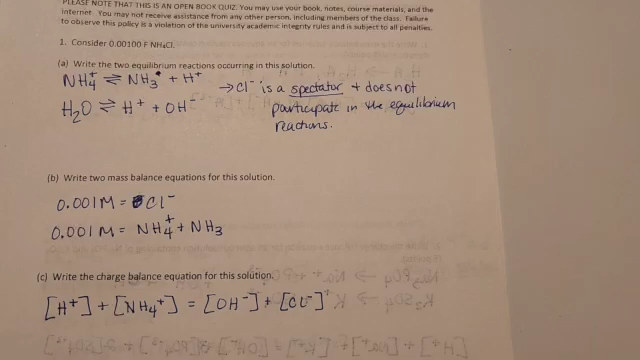 PLEASE NOTE THAT THIS IS AN OPEN BOOK QUIZ. You may use your book, notes, course materials, and the
internet. You may not receive assistance from any other person, including members of the class. Failure
to observe this policy is a violation of the university academic integrity rules and is subject to all penalties.
1. Consider 0.00100 F NH4Cl.
(a) Write the two equilibrium reactions occurring in this solution.
NH₄⁺ ⇌ NH₃ + H⁺ → Cl⁻ is a spectator + does not
H₂O ⇌ H⁺ + OH⁻ participate in the equilibrium
reactions.
(b) Write two mass balance equations for this solution.
0.001M = Cl⁻
0.001M = NH₄⁺ + NH₃
(c) Write the charge balance equation for this solution.
[H⁺] + [NH₄⁺] = [OH⁻] + [Cl⁻]